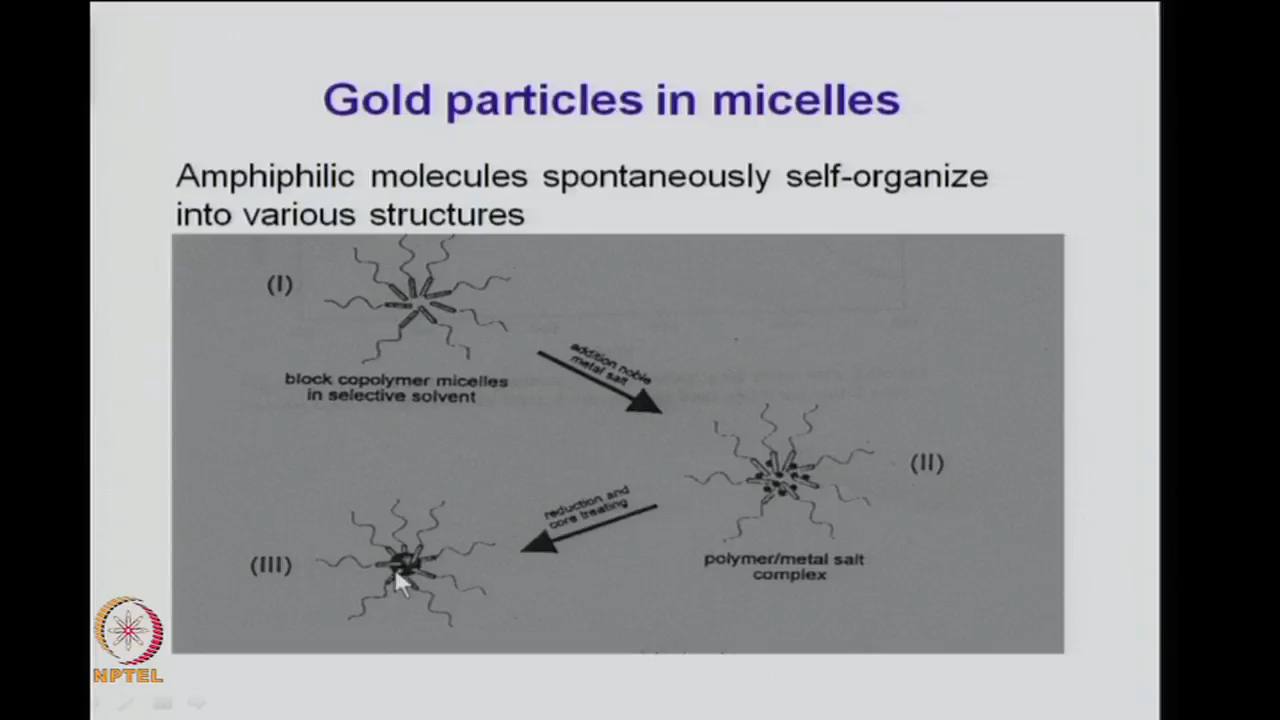 Gold particles in micelles
Amphiphilic molecules spontaneously self-organize
into various structures
(I)
block copolymer micelles
in selective solvent
addition noble
metal salt
(II)
polymer/metal salt
complex
reduction and
core treating
(III)
NPTEL